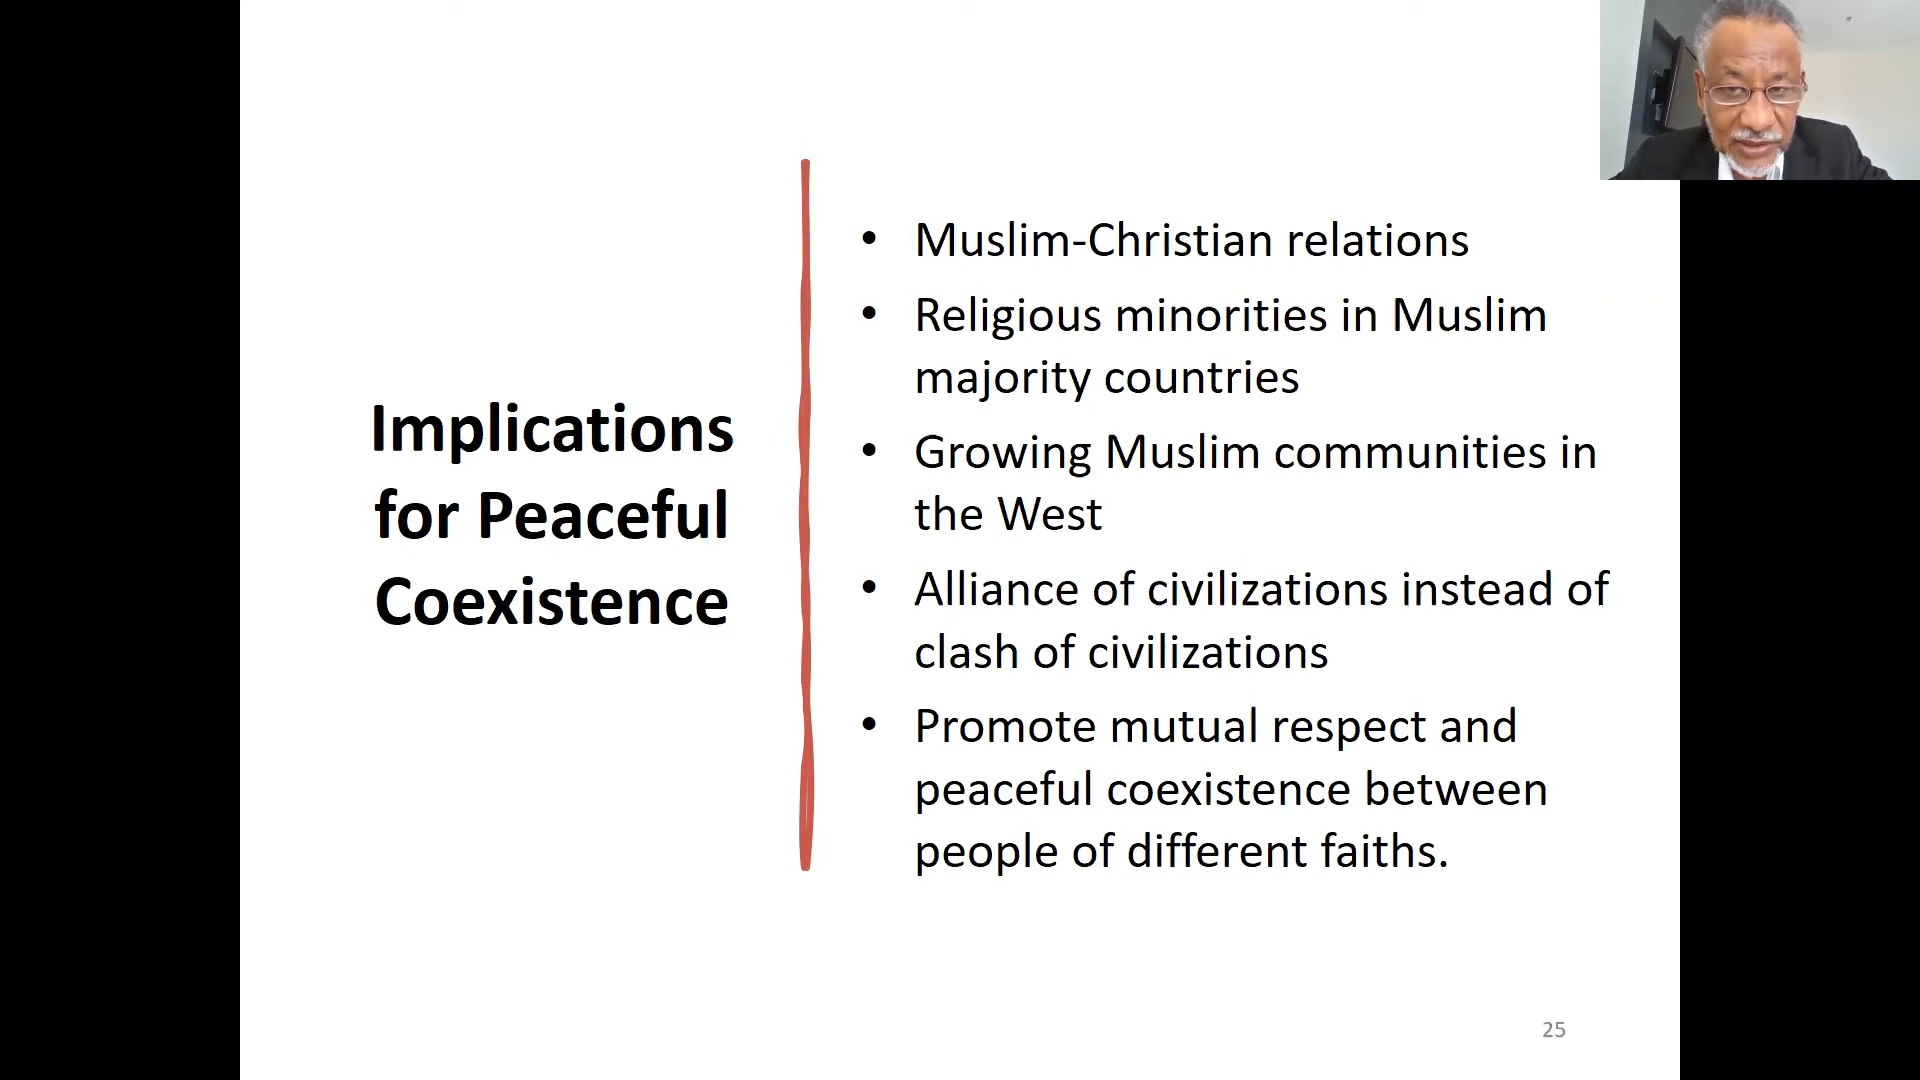 Implications
for Peaceful
Coexistence
• Muslim-Christian relations
• Religious minorities in Muslim
majority countries
• Growing Muslim communities in
the West
• Alliance of civilizations instead of
clash of civilizations
• Promote mutual respect and
peaceful coexistence between
people of different faiths.
25